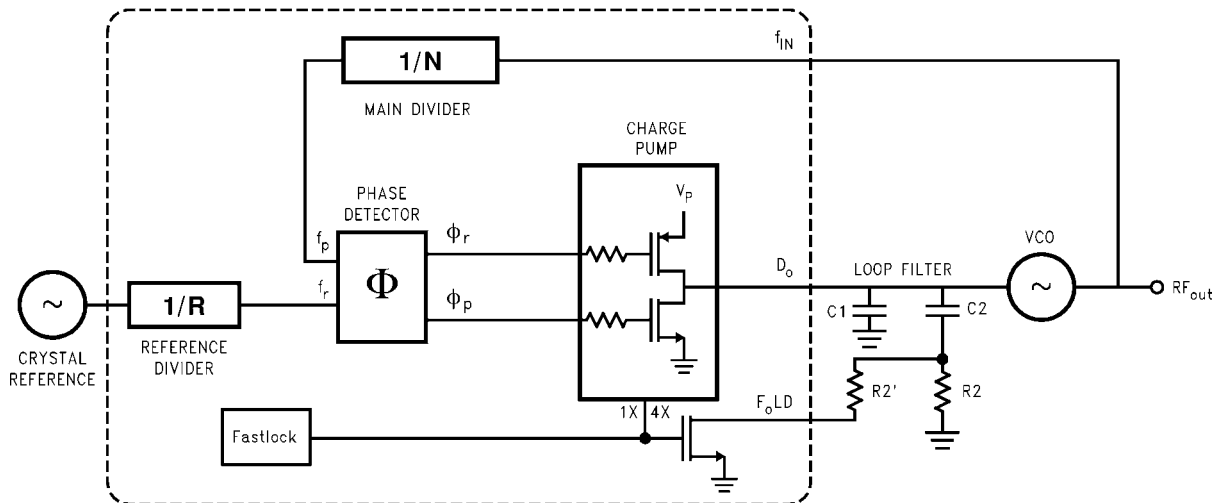 f_IN
1/N
MAIN DIVIDER
CHARGE
PUMP
V_P
PHASE
DETECTOR
f_p
ϕ_r
VCO
~
D_o
LOOP FILTER
Φ
f_r
~
1/R
ϕ_p
C1
C2
RF_out
CRYSTAL
REFERENCE
REFERENCE
DIVIDER
R2'
R2
1X
4X
F_oLD
Fastlock